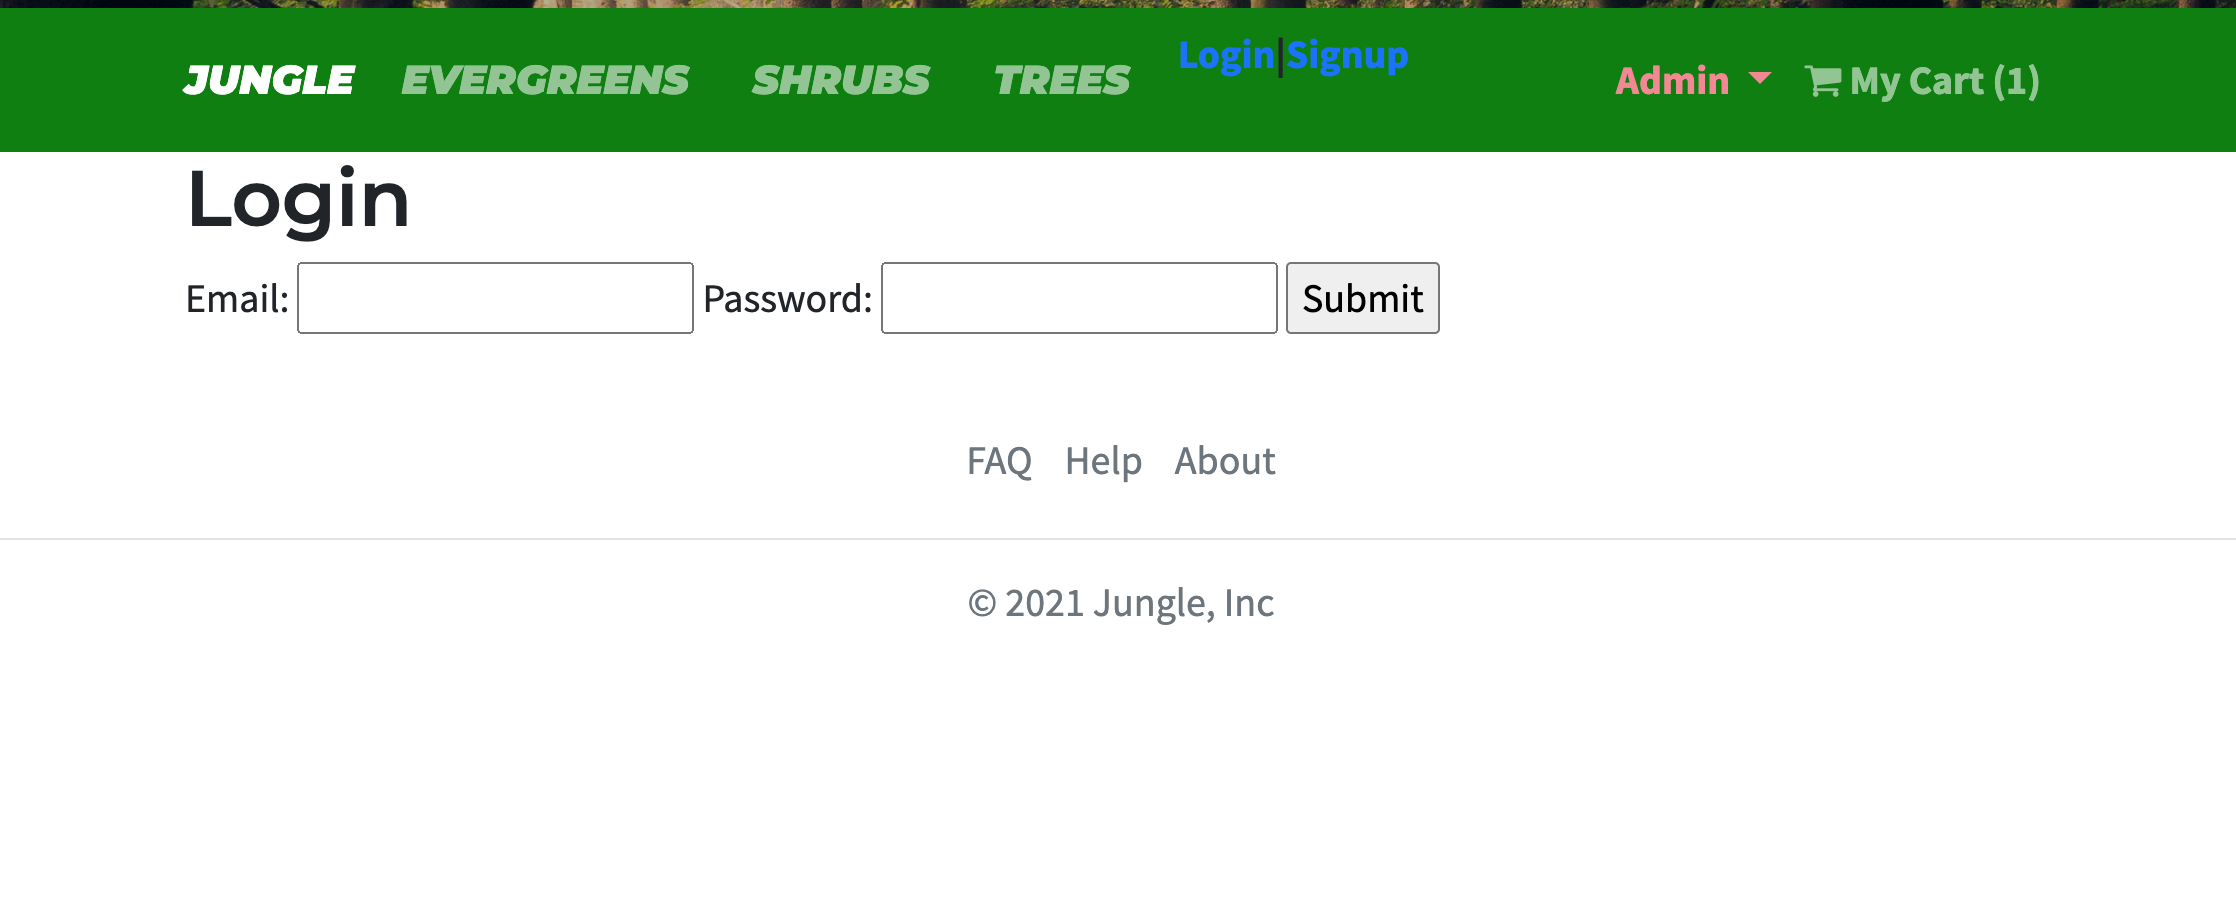 JUNGLE EVERGREENS SHRUBS TREES Login|Signup Admin My Cart (1)
Login
Email: Password: Submit
FAQ Help About
© 2021 Jungle, Inc